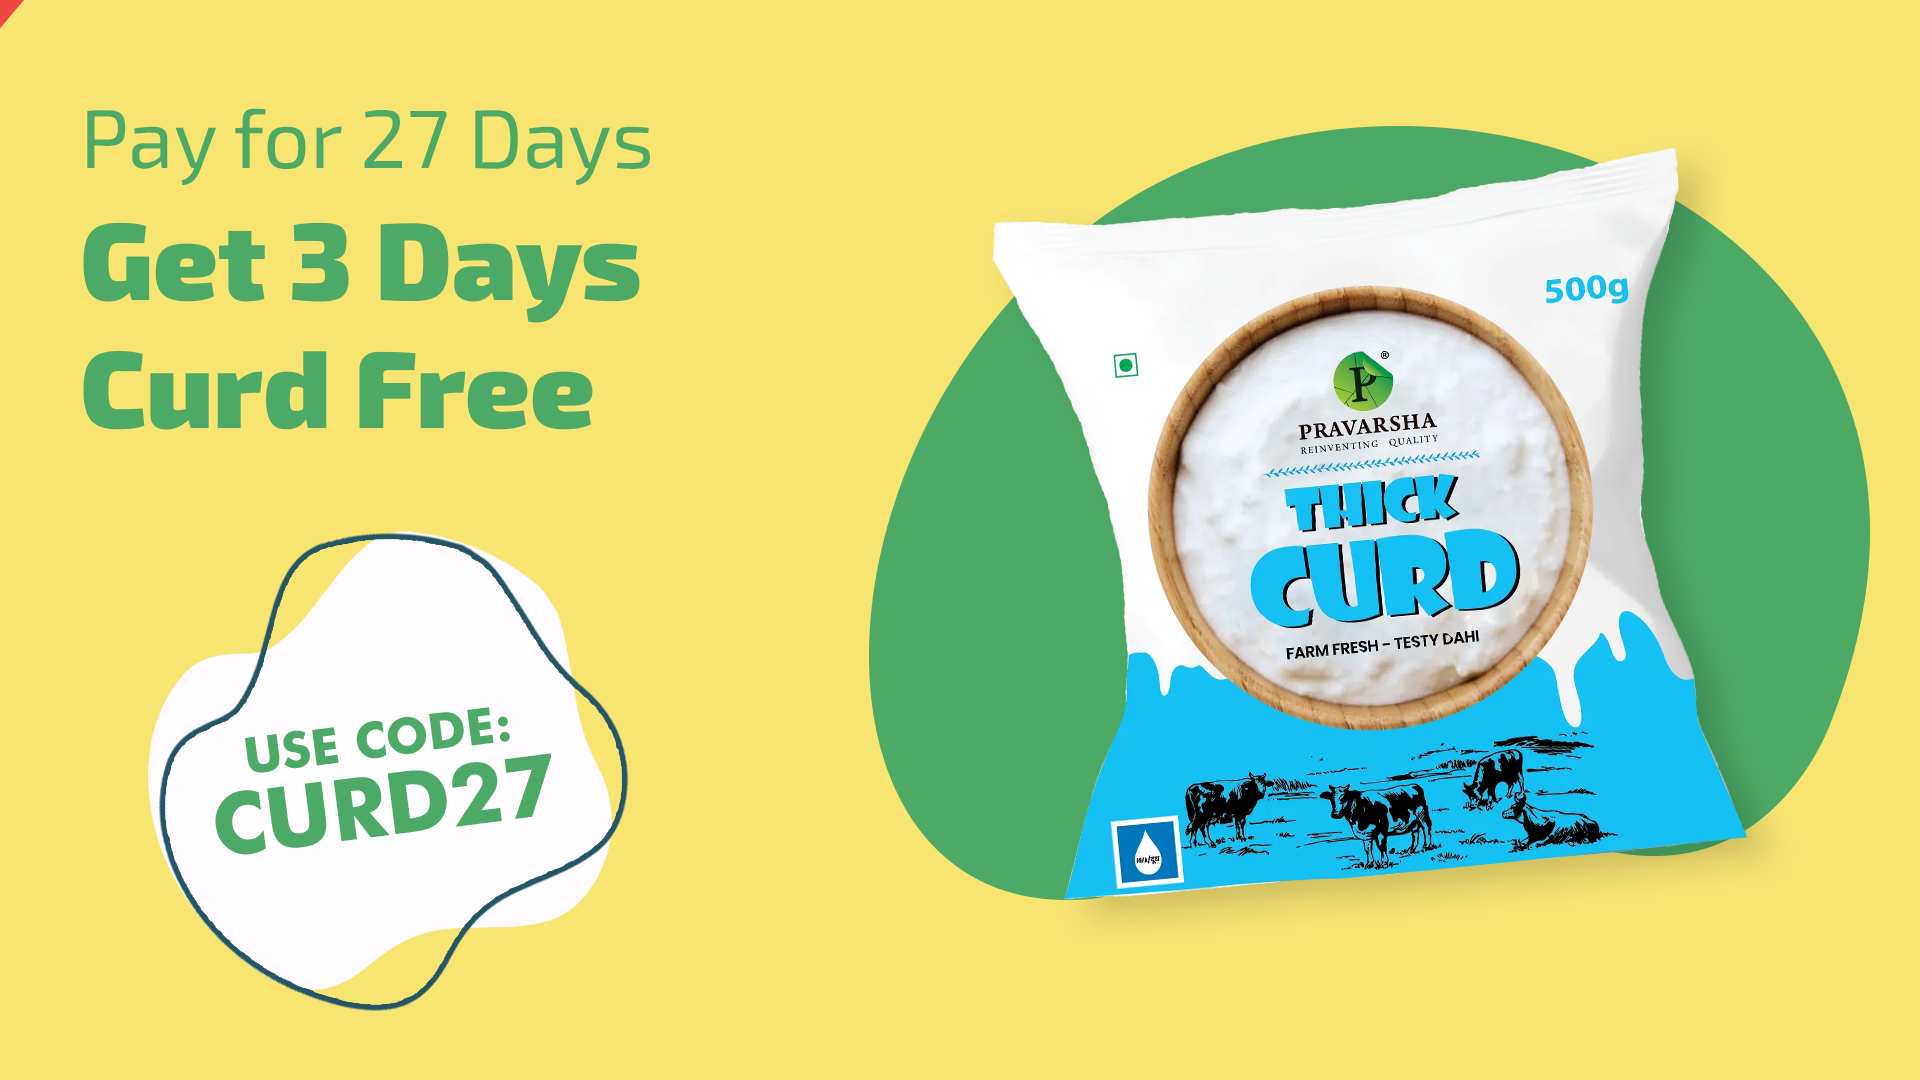 Pay for 27 Days
Get 3 Days
Curd Free
USE CODE:
CURD27
500g
P
®
PRAVARSHA
REINVENTING QUALITY
THICK
CURD
FARM FRESH - TESTY DAHI